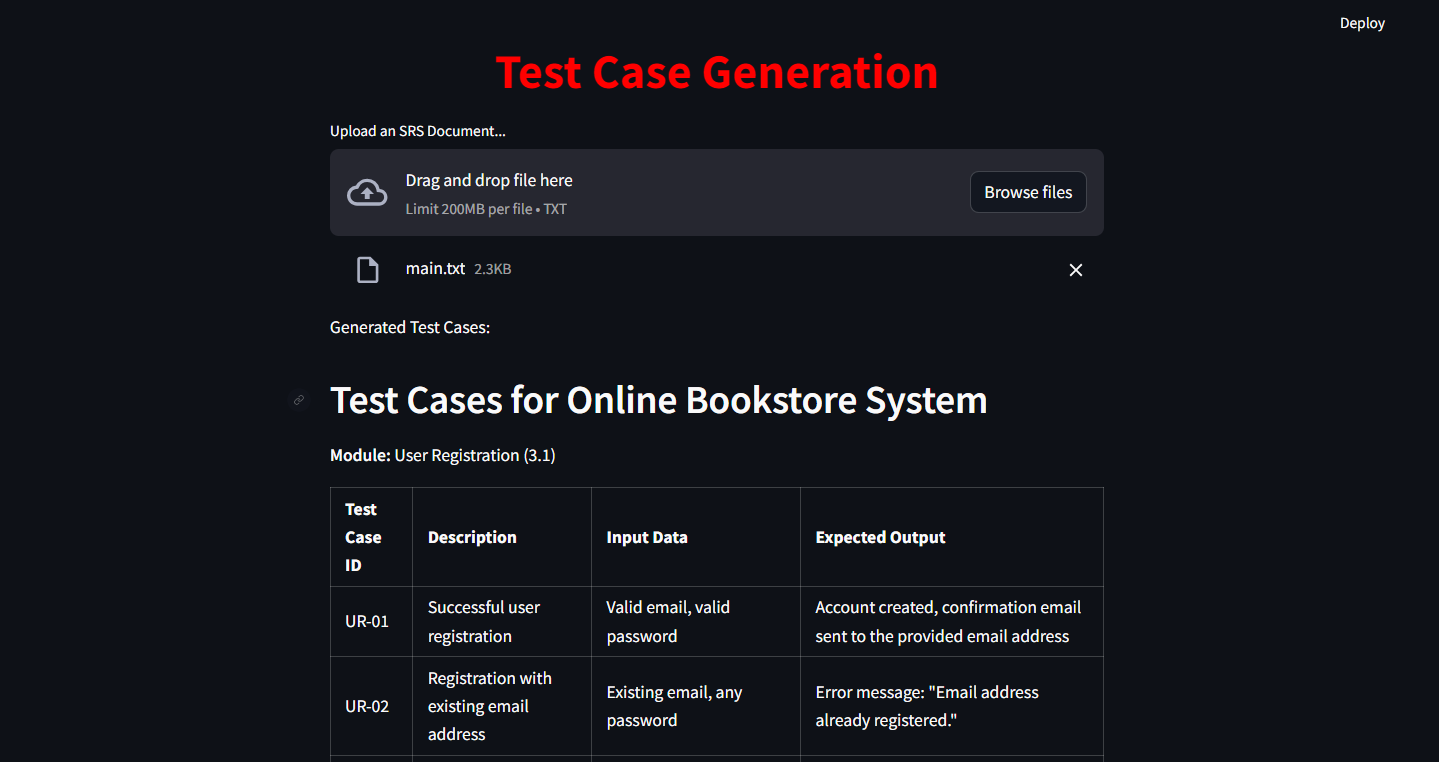 Deploy
Test Case Generation
Upload an SRS Document...
Drag and drop file here
Limit 200MB per file • TXT
Browse files
main.txt 2.3KB
Generated Test Cases:
Test Cases for Online Bookstore System
Module: User Registration (3.1)
Test
Case
ID
Description
Input Data
Expected Output
UR-01
Successful user
registration
Valid email, valid
password
Account created, confirmation email
sent to the provided email address
UR-02
Registration with
existing email
address
Existing email, any
password
Error message: "Email address
already registered."